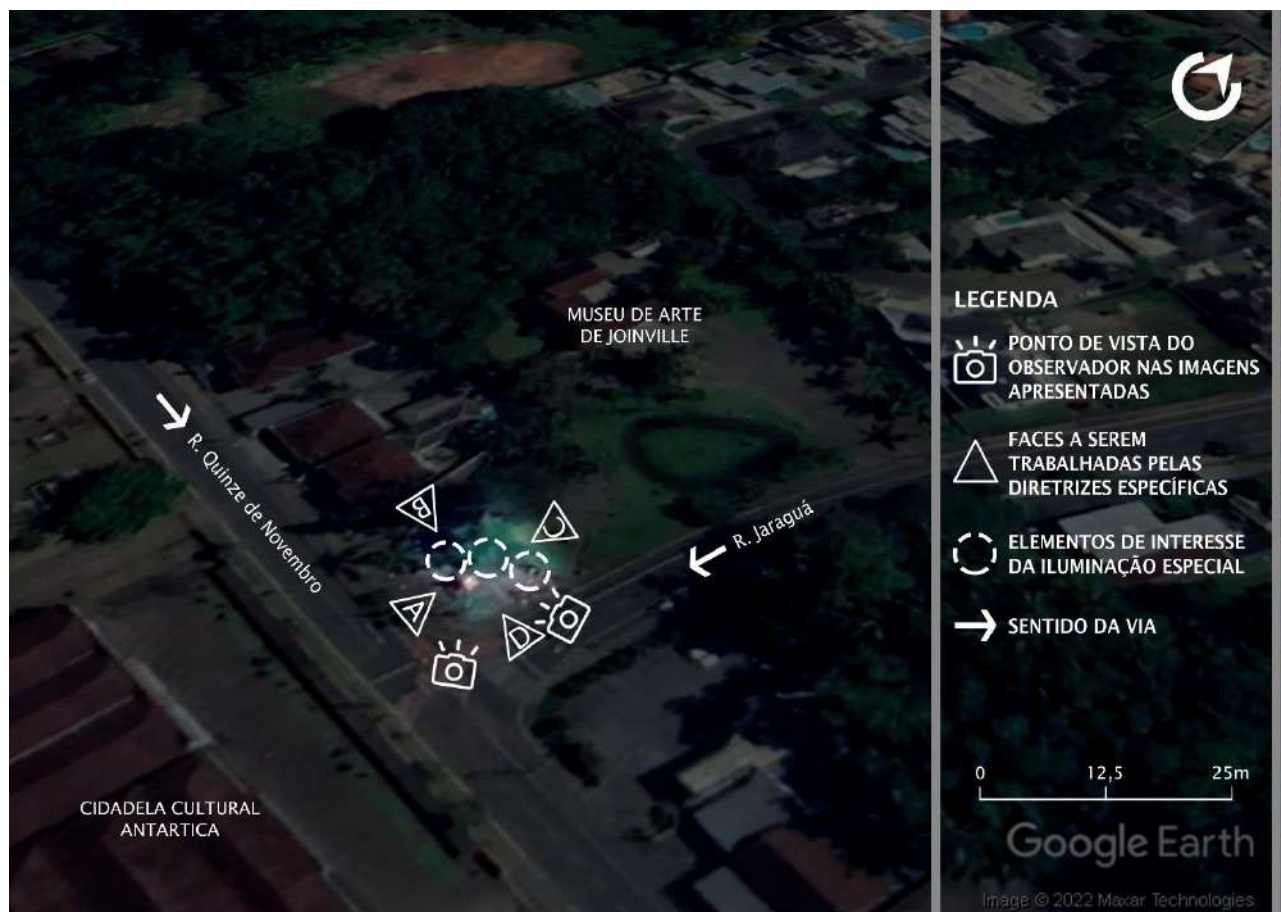 MUSEU DE ARTE
DE JOINVILLE
R. Quinze de Novembro
R. Jaraguá
B
C
A
D
CIDADELA CULTURAL
ANTARTICA
LEGENDA
PONTO DE VISTA DO
OBSERVADOR NAS IMAGENS
APRESENTADAS
FACES A SEREM
TRABALHADAS PELAS
DIRETRIZES ESPECÍFICAS
ELEMENTOS DE INTERESSE
DA ILUMINAÇÃO ESPECIAL
SENTIDO DA VIA
0 12,5 25m
Google Earth
Image © 2022 Maxar Technologies